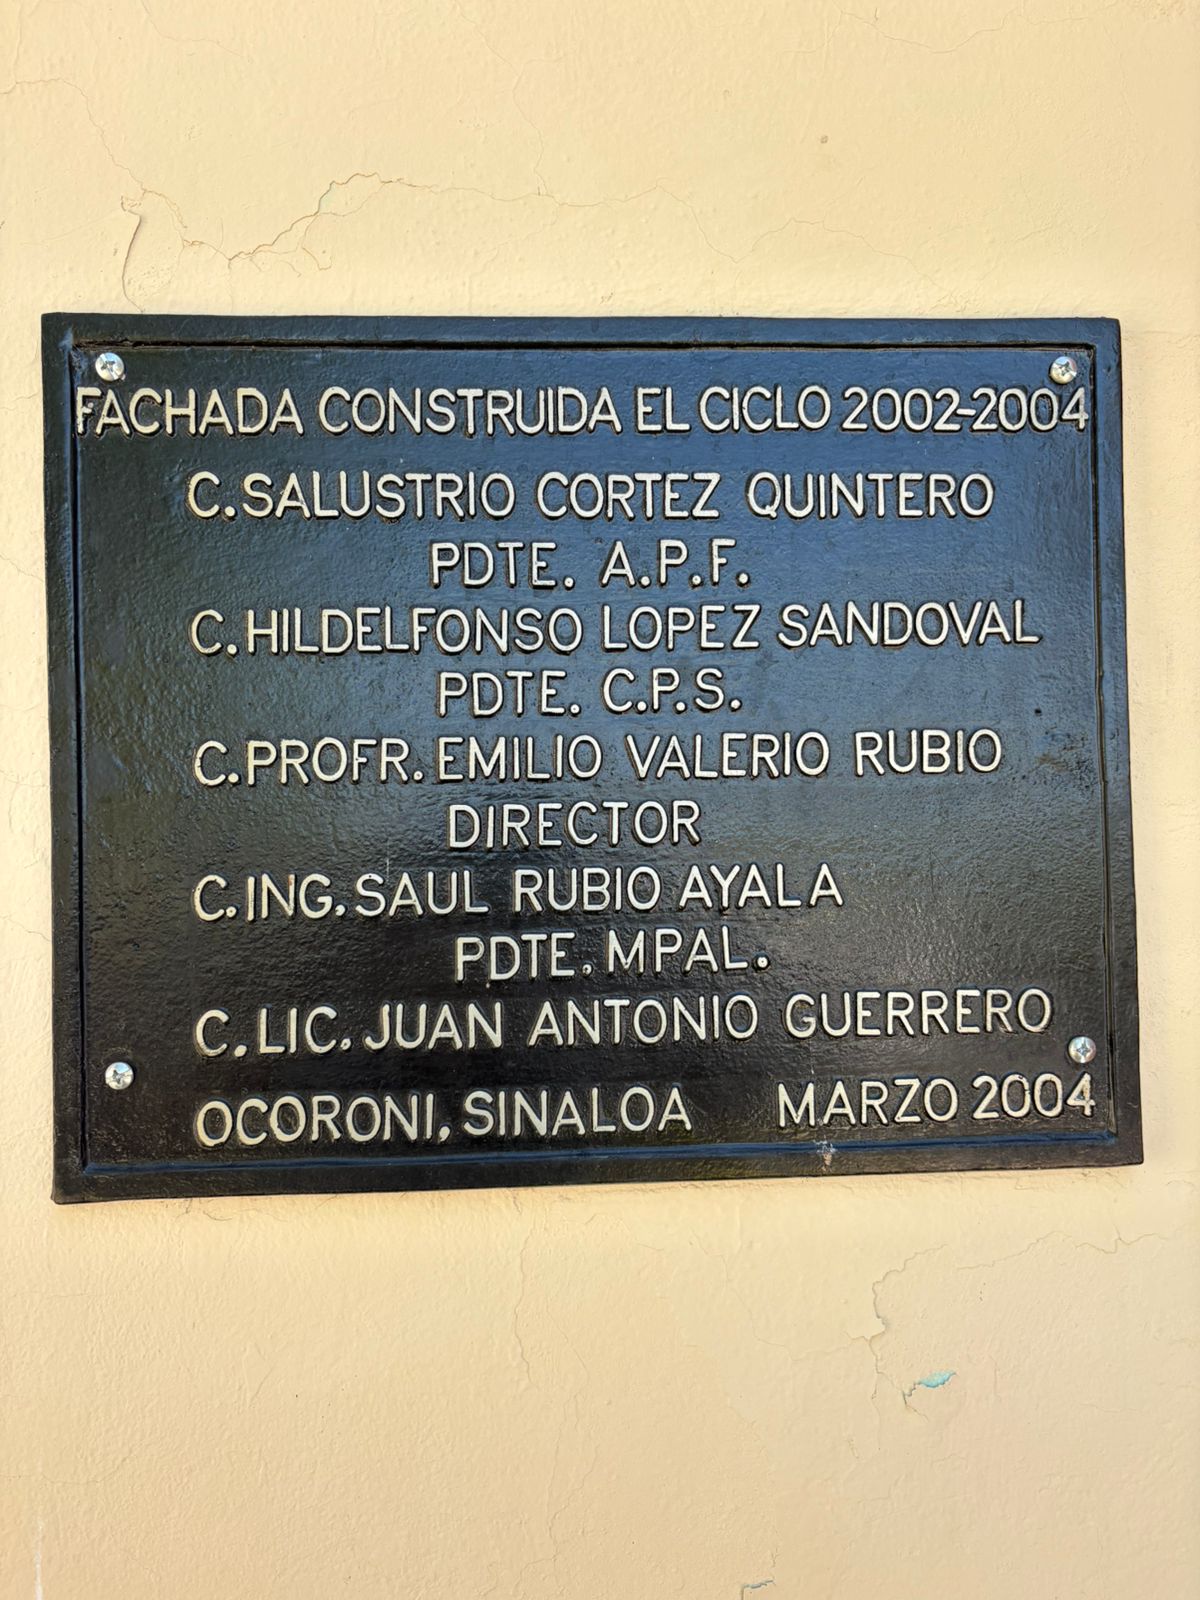 FACHADA CONSTRUIDA EL CICLO 2002-2004
C. SALUSTRIO CORTEZ QUINTERO
PDTE. A.P.F.
C. HILDELFONSO LOPEZ SANDOVAL
PDTE. C.P.S.
C. PROFR. EMILIO VALERIO RUBIO
DIRECTOR
C. ING. SAUL RUBIO AYALA
PDTE. MPAL.
C. LIC. JUAN ANTONIO GUERRERO
OCORONI, SINALOA MARZO 2004